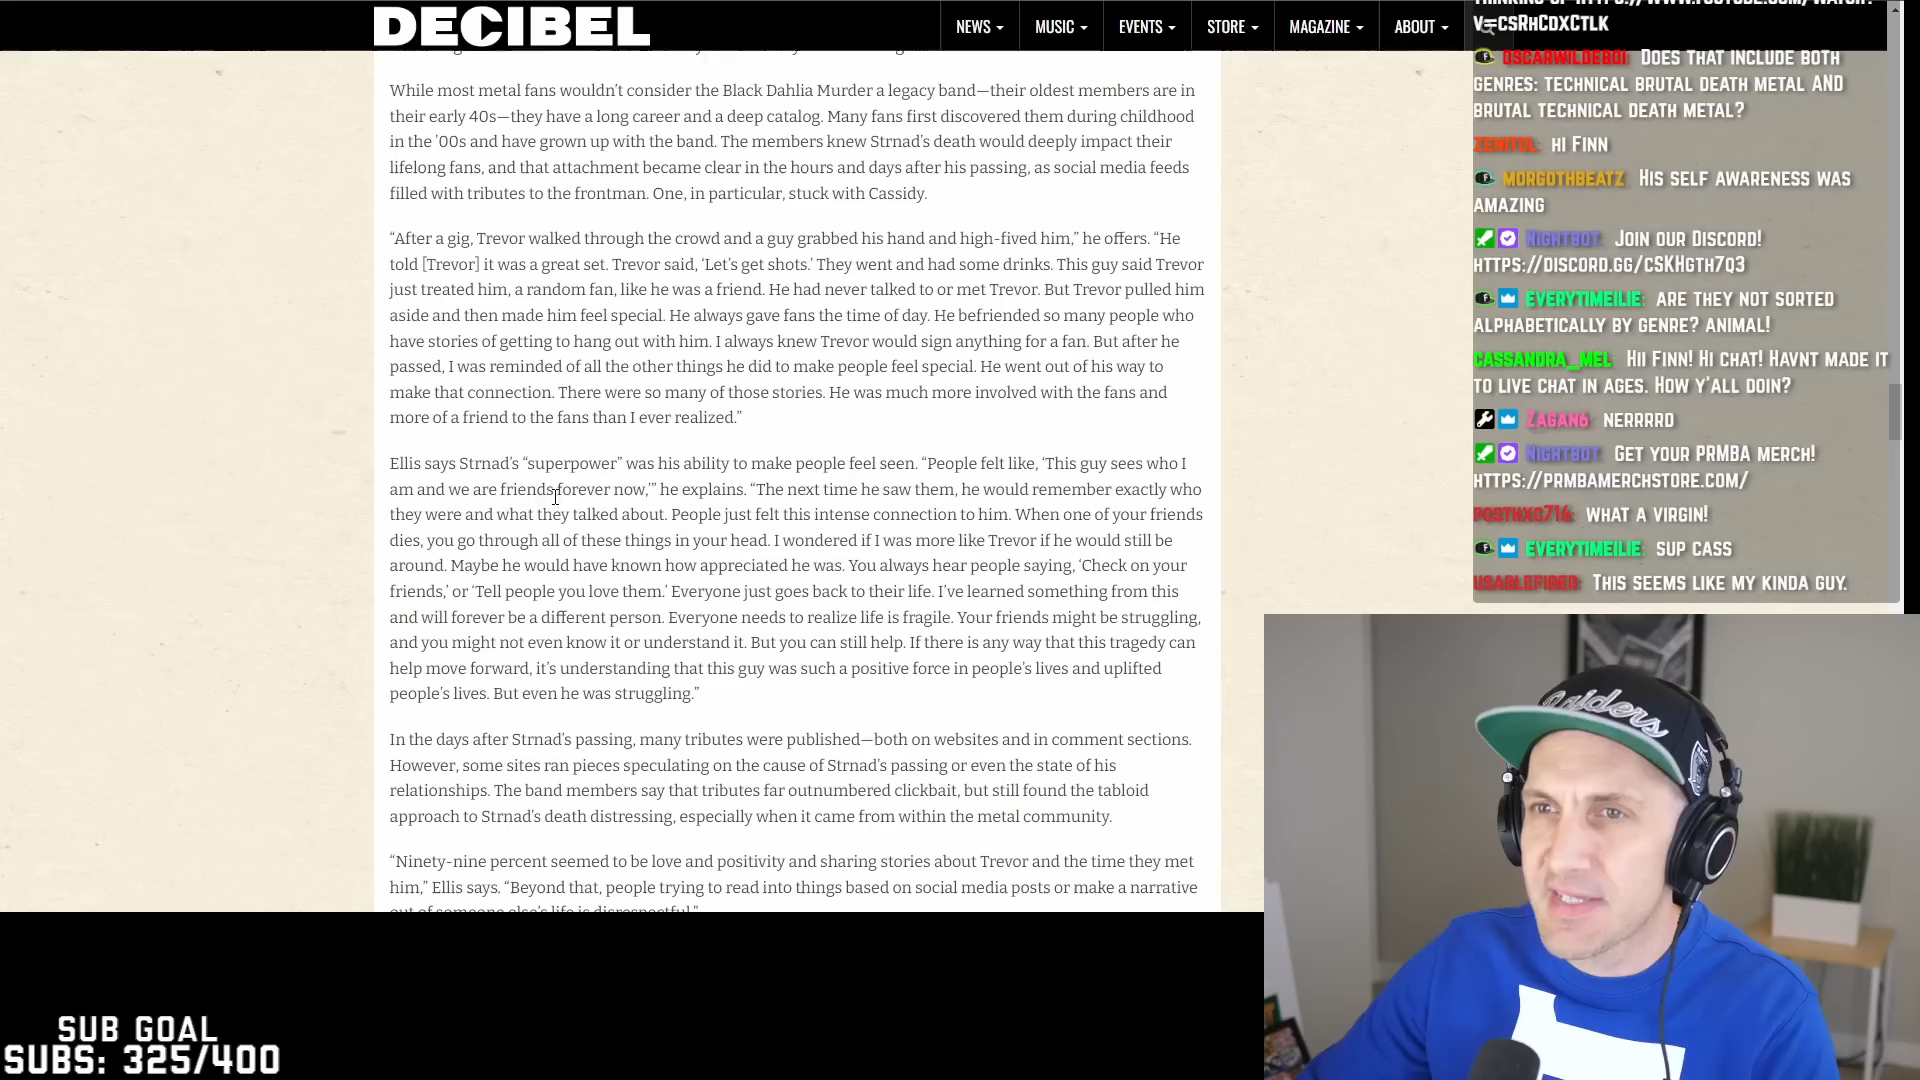 DECIBEL
NEWS
MUSIC
EVENTS
STORE
MAGAZINE
ABOUT
While most metal fans wouldn’t consider the Black Dahlia Murder a legacy band—their oldest members are in
their early 40s—they have a long career and a deep catalog. Many fans first discovered them during childhood
in the ’00s and have grown up with the band. The members knew Strnad’s death would deeply impact their
lifelong fans, and that attachment became clear in the hours and days after his passing, as social media feeds
filled with tributes to the frontman. One, in particular, stuck with Cassidy.
“After a gig, Trevor walked through the crowd and a guy grabbed his hand and high-fived him,” he offers. “He
told [Trevor] it was a great set. Trevor said, ‘Let’s get shots.’ They went and had some drinks. This guy said Trevor
just treated him, a random fan, like he was a friend. He had never talked to or met Trevor. But Trevor pulled him
aside and then made him feel special. He always gave fans the time of day. He befriended so many people who
have stories of getting to hang out with him. I always knew Trevor would sign anything for a fan. But after he
passed, I was reminded of all the other things he did to make people feel special. He went out of his way to
make that connection. There were so many of those stories. He was much more involved with the fans and
more of a friend to the fans than I ever realized.”
Ellis says Strnad’s “superpower” was his ability to make people feel seen. “People felt like, ‘This guy sees who I
am and we are friends forever now,’” he explains. “The next time he saw them, he would remember exactly who
they were and what they talked about. People just felt this intense connection to him. When one of your friends
dies, you go through all of these things in your head. I wondered if I was more like Trevor if he would still be
around. Maybe he would have known how appreciated he was. You always hear people saying, ‘Check on your
friends,’ or ‘Tell people you love them.’ Everyone just goes back to their life. I’ve learned something from this
and will forever be a different person. Everyone needs to realize life is fragile. Your friends might be struggling,
and you might not even know it or understand it. But you can still help. If there is any way that this tragedy can
help move forward, it’s understanding that this guy was such a positive force in people’s lives and uplifted
people’s lives. But even he was struggling.”
In the days after Strnad’s passing, many tributes were published—both on websites and in comment sections.
However, some sites ran pieces speculating on the cause of Strnad’s passing or even the state of his
relationships. The band members say that tributes far outnumbered clickbait, but still found the tabloid
approach to Strnad’s death distressing, especially when it came from within the metal community.
“Ninety-nine percent seemed to be love and positivity and sharing stories about Trevor and the time they met
him,” Ellis says. “Beyond that, people trying to read into things based on social media posts or make a narrative
out of someone else’s life is disrespectful.”
V=CSRHCDXCTLK
OSCARWILDEBOI: DOES THAT INCLUDE BOTH
GENRES: TECHNICAL BRUTAL DEATH METAL AND
BRUTAL TECHNICAL DEATH METAL?
ZENITOL: HI FINN
MORGOTHBEATZ: HIS SELF AWARENESS WAS
AMAZING
NIGHTBOT: JOIN OUR DISCORD!
HTTPS://DISCORD.GG/CSKHGTH7Q3
EVERYTIMEILIE: ARE THEY NOT SORTED
ALPHABETICALLY BY GENRE? ANIMAL!
CASSANDRA_MEL: HII FINN! HI CHAT! HAVNT MADE IT
TO LIVE CHAT IN AGES. HOW Y'ALL DOIN?
ZAGAN6: NERRRRD
NIGHTBOT: GET YOUR PRMBA MERCH!
HTTPS://PRMBAMERCHSTORE.COM/
POSTHXC716: WHAT A VIRGIN!
EVERYTIMEILIE: SUP CASS
USABLEFIBER: THIS SEEMS LIKE MY KINDA GUY.
Raiders
SUB GOAL
SUBS: 325/400